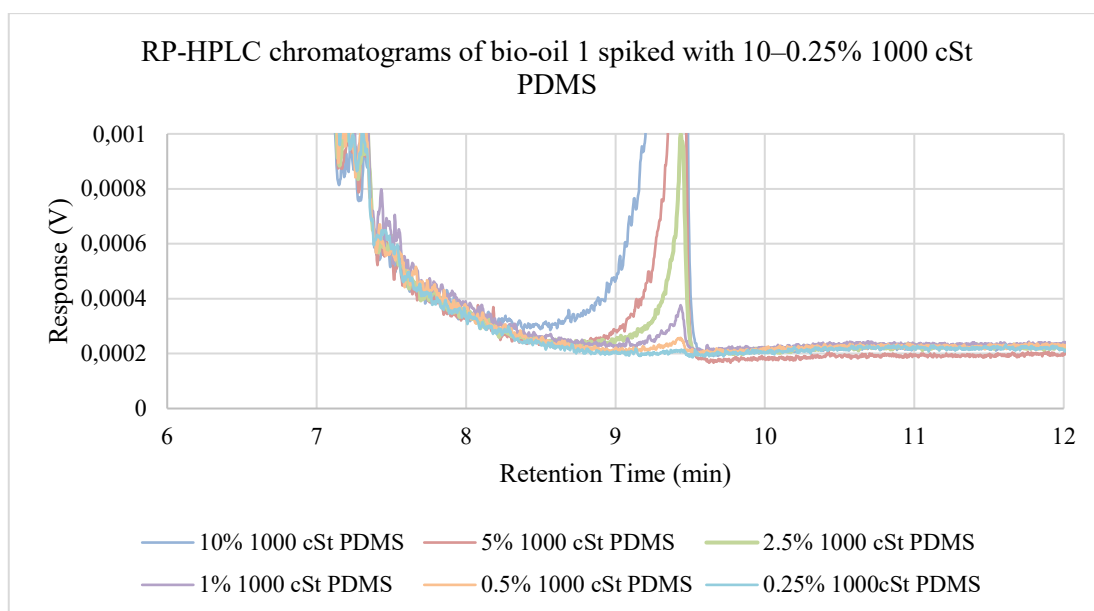 RP-HPLC chromatograms of bio-oil 1 spiked with 10–0.25% 1000 cSt
PDMS
0,001
0,0008
0,0006
0,0004
0,0002
0
Response (V)
6 7 8 9 10 11 12
Retention Time (min)
10% 1000 cSt PDMS 5% 1000 cSt PDMS 2.5% 1000 cSt PDMS
1% 1000 cSt PDMS 0.5% 1000 cSt PDMS 0.25% 1000cSt PDMS